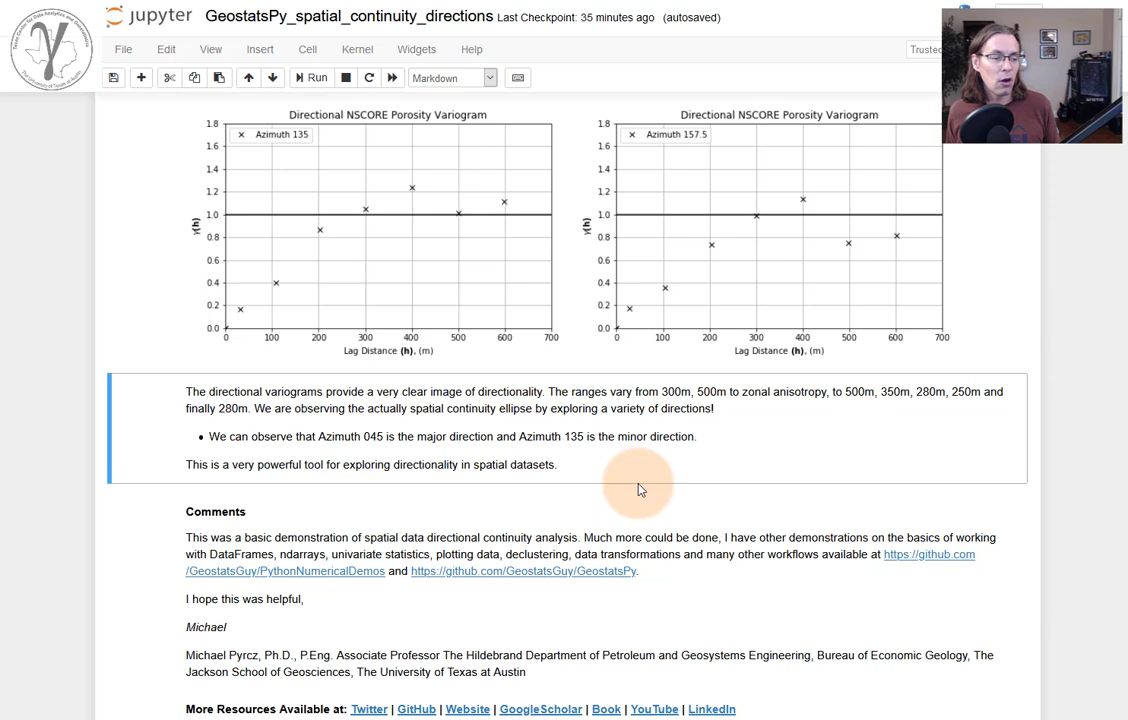 jupyter GeostatsPy_spatial_continuity_directions Last Checkpoint: 35 minutes ago (autosaved)
File Edit View Insert Cell Kernel Widgets Help Trusted
Run Markdown
Directional NSCORE Porosity Variogram
Azimuth 135
1.8
1.6
1.4
1.2
1.0
0.8
0.6
0.4
0.2
0.0
γ(h)
0 100 200 300 400 500 600 700
Lag Distance (h), (m)
Directional NSCORE Porosity Variogram
Azimuth 157.5
1.8
1.6
1.4
1.2
1.0
0.8
0.6
0.4
0.2
0.0
γ(h)
0 100 200 300 400 500 600 700
Lag Distance (h), (m)
The directional variograms provide a very clear image of directionality. The ranges vary from 300m, 500m to zonal anisotropy, to 500m, 350m, 280m, 250m and
finally 280m. We are observing the actually spatial continuity ellipse by exploring a variety of directions!
• We can observe that Azimuth 045 is the major direction and Azimuth 135 is the minor direction.
This is a very powerful tool for exploring directionality in spatial datasets.
Comments
This was a basic demonstration of spatial data directional continuity analysis. Much more could be done, I have other demonstrations on the basics of working
with DataFrames, ndarrays, univariate statistics, plotting data, declustering, data transformations and many other workflows available at https://github.com
/GeostatsGuy/PythonNumericalDemos and https://github.com/GeostatsGuy/GeostatsPy.
I hope this was helpful,
Michael
Michael Pyrcz, Ph.D., P.Eng. Associate Professor The Hildebrand Department of Petroleum and Geosystems Engineering, Bureau of Economic Geology, The
Jackson School of Geosciences, The University of Texas at Austin
More Resources Available at: Twitter | GitHub | Website | GoogleScholar | Book | YouTube | LinkedIn